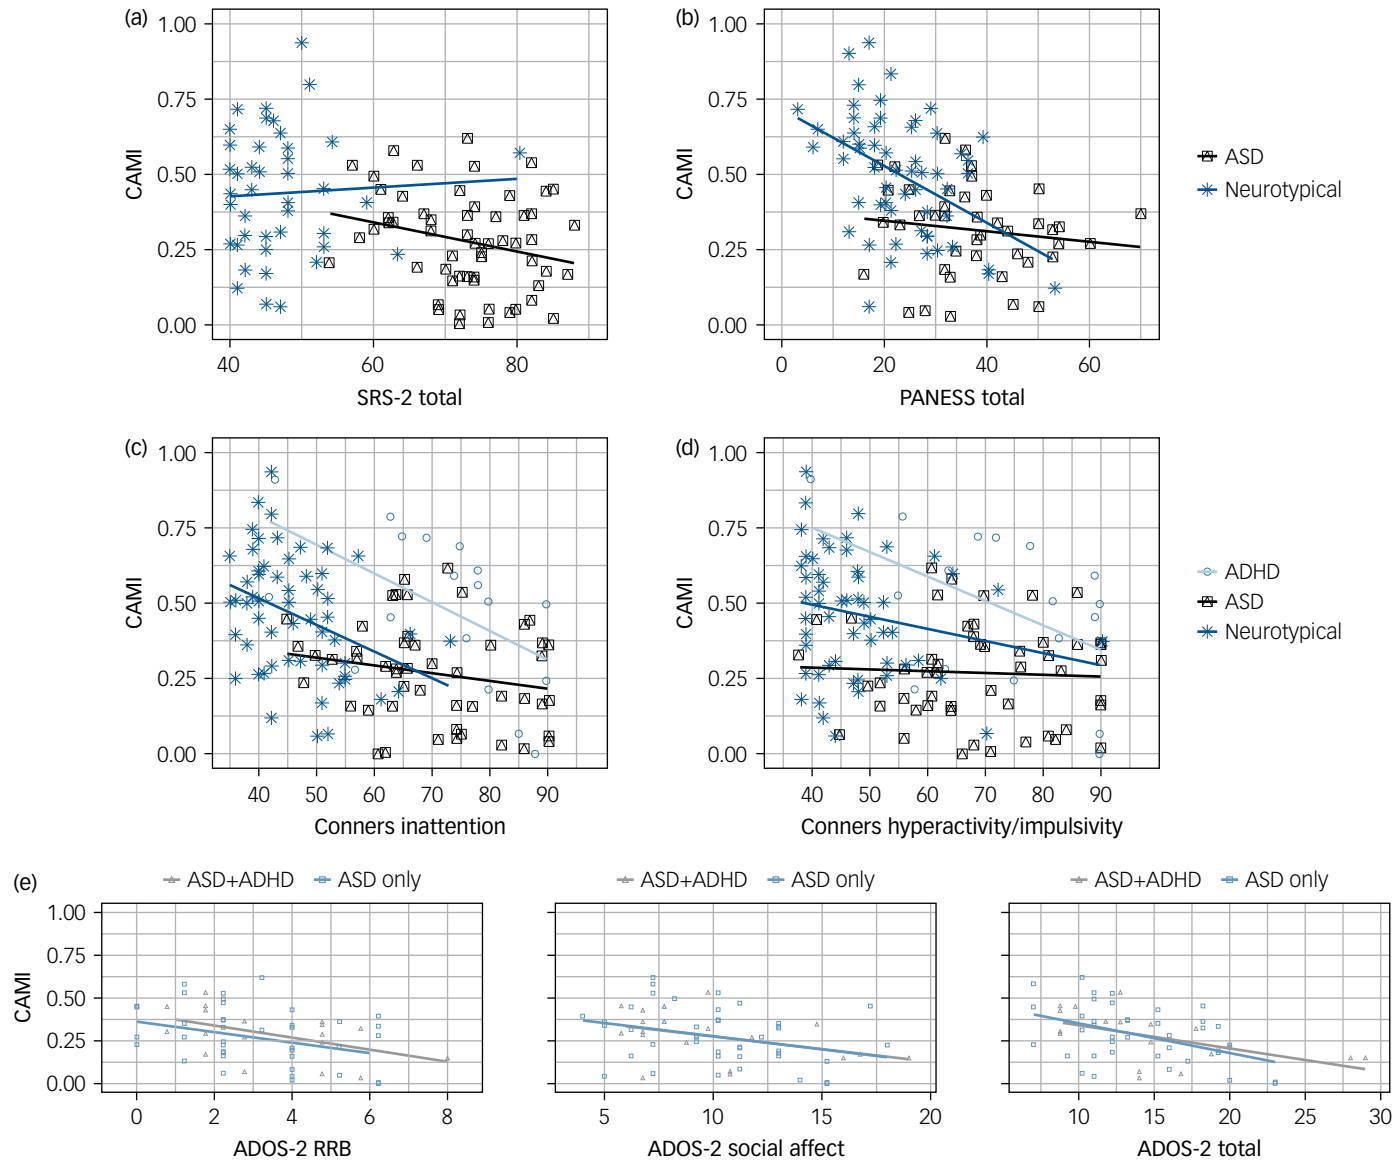 (a)
1.00
0.75
0.50
0.25
0.00
CAMI
40 60 80
SRS-2 total
(b)
1.00
0.75
0.50
0.25
0.00
CAMI
0 20 40 60
PANESS total
ASD
Neurotypical
(c)
1.00
0.75
0.50
0.25
0.00
CAMI
40 50 60 70 80 90
Conners inattention
(d)
1.00
0.75
0.50
0.25
0.00
CAMI
40 50 60 70 80 90
Conners hyperactivity/impulsivity
ADHD
ASD
Neurotypical
(e)
ASD+ADHD ASD only
1.00
0.75
0.50
0.25
0.00
CAMI
0 2 4 6 8
ADOS-2 RRB
ASD+ADHD ASD only
5 10 15 20
ADOS-2 social affect
ASD+ADHD ASD only
10 15 20 25 30
ADOS-2 total